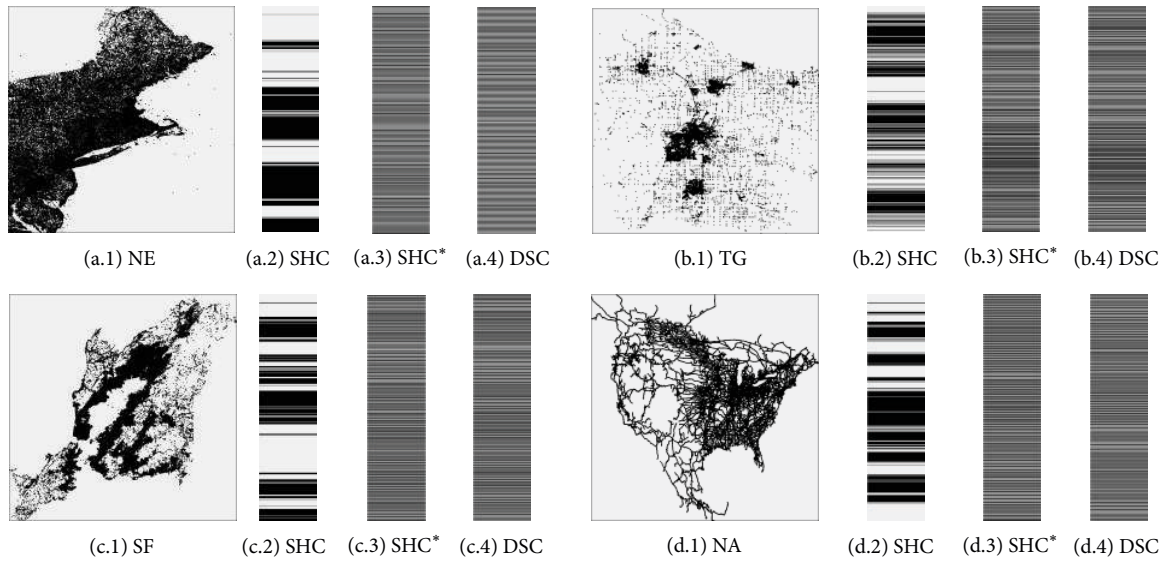 (a.1) NE (a.2) SHC (a.3) SHC* (a.4) DSC (b.1) TG (b.2) SHC (b.3) SHC* (b.4) DSC
(c.1) SF (c.2) SHC (c.3) SHC* (c.4) DSC (d.1) NA (d.2) SHC (d.3) SHC* (d.4) DSC